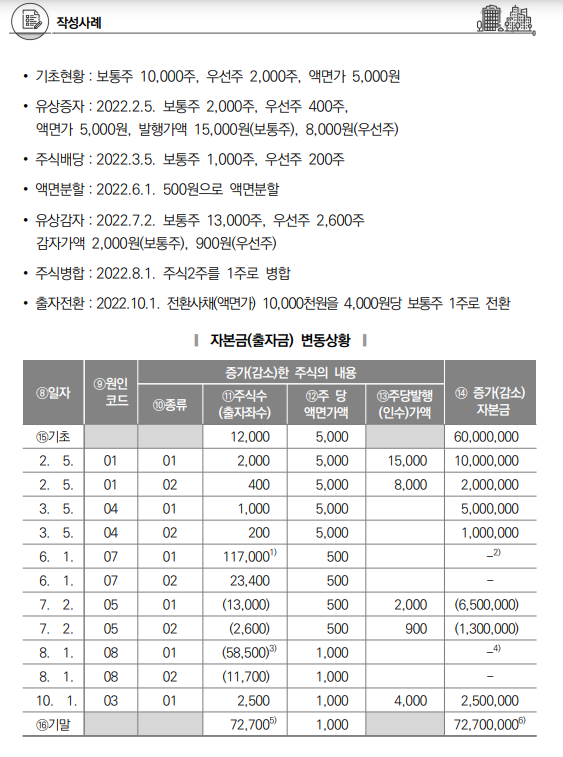 작성사례
• 기초현황 : 보통주 10,000주, 우선주 2,000주, 액면가 5,000원
• 유상증자 : 2022.2.5. 보통주 2,000주, 우선주 400주,
액면가 5,000원, 발행가액 15,000원(보통주), 8,000원(우선주)
• 주식배당 : 2022.3.5. 보통주 1,000주, 우선주 200주
• 액면분할 : 2022.6.1. 500원으로 액면분할
• 유상감자 : 2022.7.2. 보통주 13,000주, 우선주 2,600주
감자가액 2,000원(보통주), 900원(우선주)
• 주식병합 : 2022.8.1. 주식2주를 1주로 병합
• 출자전환 : 2022.10.1. 전환사채(액면가) 10,000천원을 4,000원당 보통주 1주로 전환
자본금(출자금) 변동상황
⑧일자 ⑨원인코드 증가(감소)한 주식의 내용 ⑭ 증가(감소) 자본금
⑩종류 ⑪주식수 (출자좌수) ⑫주 당 액면가액 ⑬주당발행 (인수)가액
⑮기초 12,000 5,000 60,000,000
2. 5. 01 01 2,000 5,000 15,000 10,000,000
2. 5. 01 02 400 5,000 8,000 2,000,000
3. 5. 04 01 1,000 5,000 5,000,000
3. 5. 04 02 200 5,000 1,000,000
6. 1. 07 01 117,000¹⁾ 500 –²⁾
6. 1. 07 02 23,400 500 –
7. 2. 05 01 (13,000) 500 2,000 (6,500,000)
7. 2. 05 02 (2,600) 500 900 (1,300,000)
8. 1. 08 01 (58,500)³⁾ 1,000 –⁴⁾
8. 1. 08 02 (11,700) 1,000 –
10. 1. 03 01 2,500 1,000 4,000 2,500,000
⑯기말 72,700⁵⁾ 1,000 72,700,000⁶⁾